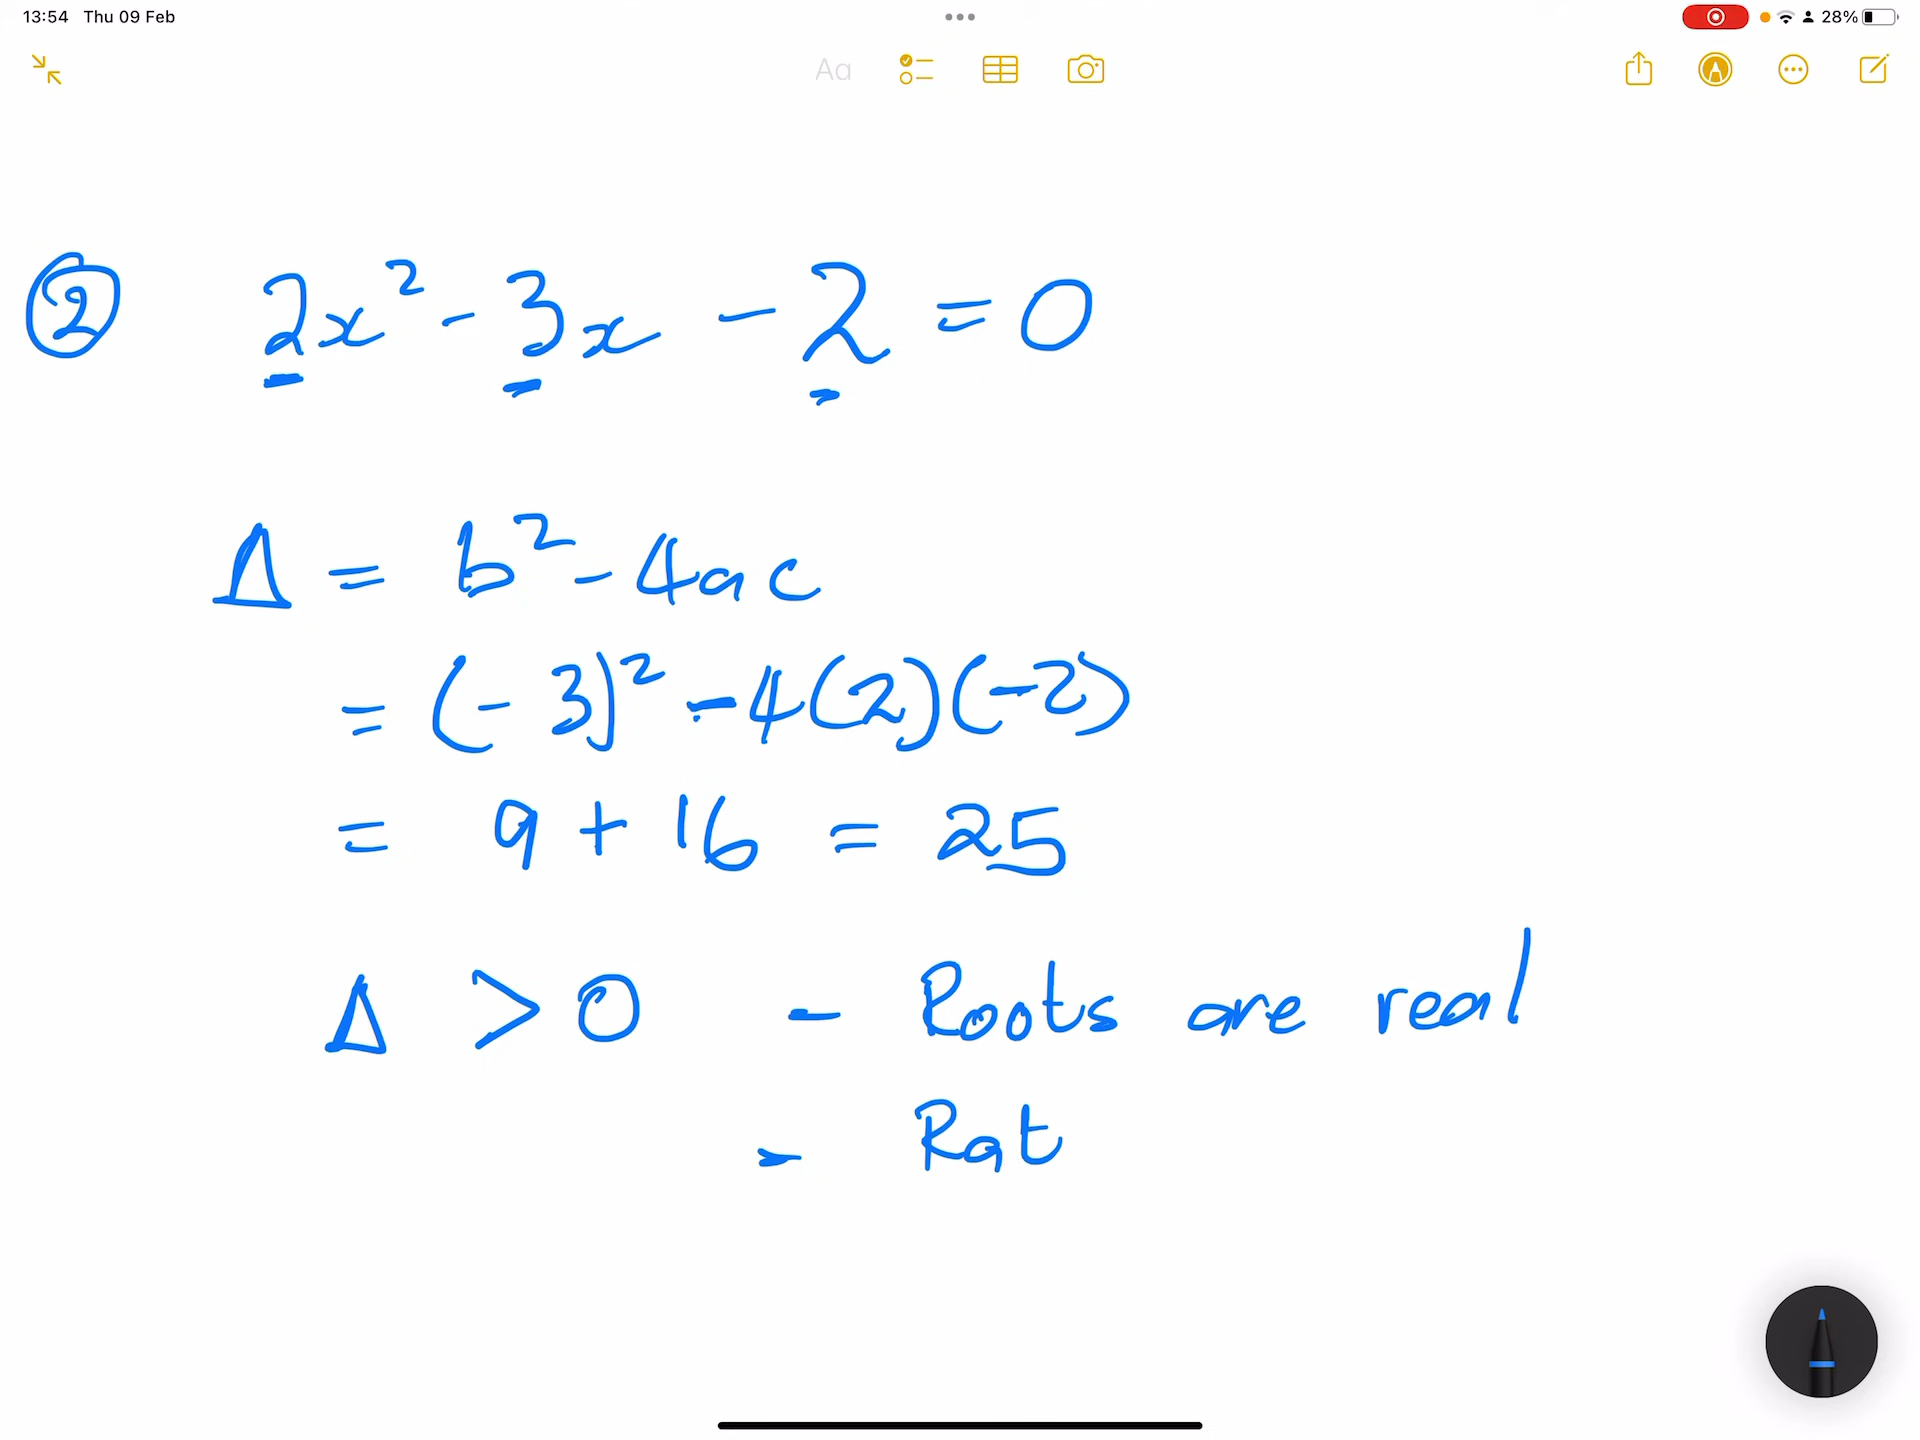 13:54 Thu 09 Feb
28%
Aa
② 2x² - 3x - 2 = 0
Δ = b² - 4ac
= (-3)² - 4(2)(-2)
= 9 + 16 = 25
Δ > 0 - Roots are real
- Rat